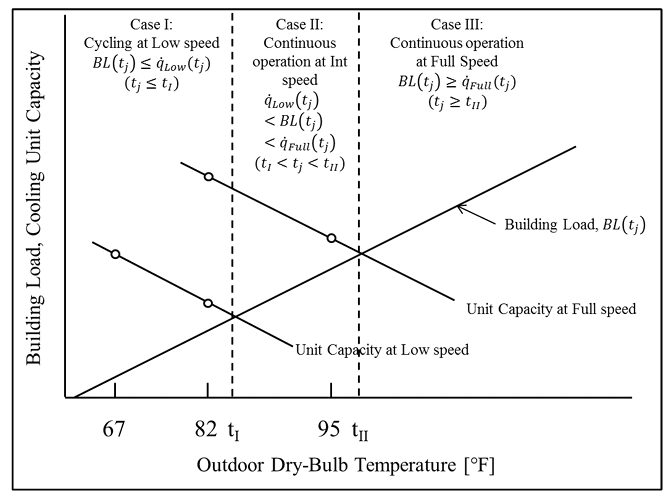 Case I:
Cycling at Low speed
BL(tⱼ) ≤ q̇Low(tⱼ)
(tⱼ ≤ tI)
Case II:
Continuous
operation at Int
speed
q̇Low(tⱼ)
< BL(tⱼ)
< q̇Full(tⱼ)
(tI < tⱼ < tII)
Case III:
Continuous operation
at Full Speed
BL(tⱼ) ≥ q̇Full(tⱼ)
(tⱼ ≥ tII)
Building Load, Cooling Unit Capacity
Building Load, BL(tⱼ)
Unit Capacity at Full speed
Unit Capacity at Low speed
67 82 tI 95 tII
Outdoor Dry-Bulb Temperature [°F]